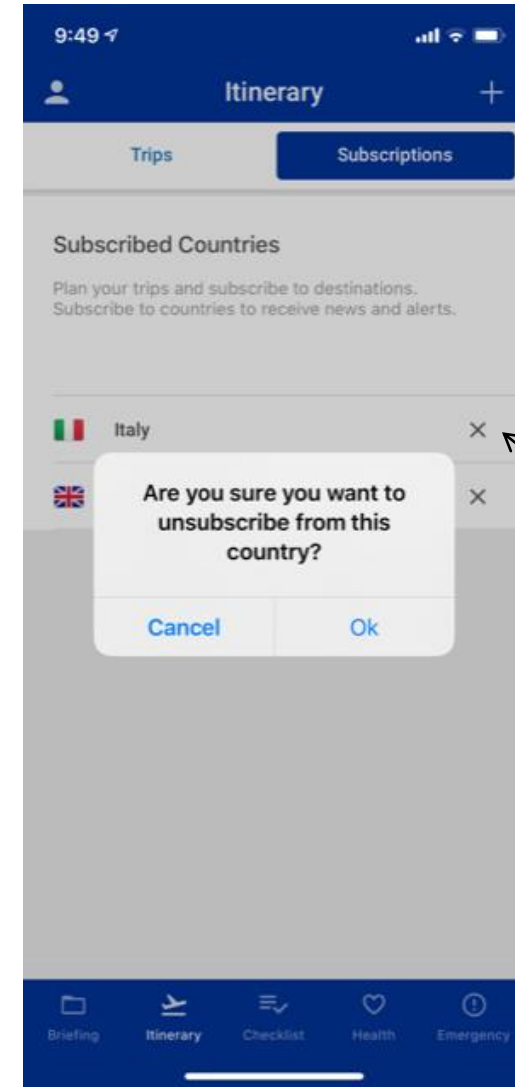 9:49
Itinerary
Trips
Subscriptions
Subscribed Countries
Plan your trips and subscribe to destinations.
Subscribe to countries to receive news and alerts.
Italy
Are you sure you want to
unsubscribe from this
country?
Cancel
Ok
Briefing
Itinerary
Checklist
Health
Emergency